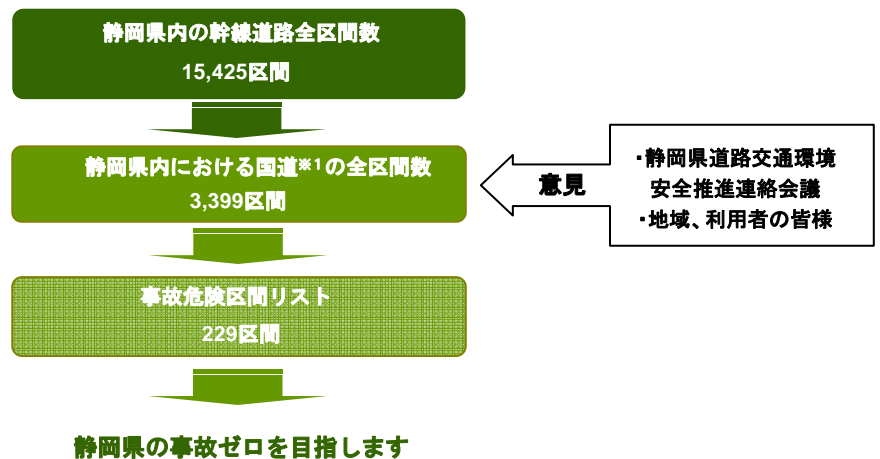 静岡県内の幹線道路全区間数
15,425区間
静岡県内における国道※1の全区間数
3,399区間
意見
・静岡県道路交通環境
安全推進連絡会議
・地域、利用者の皆様
事故危険区間リスト
229区間
静岡県の事故ゼロを目指します